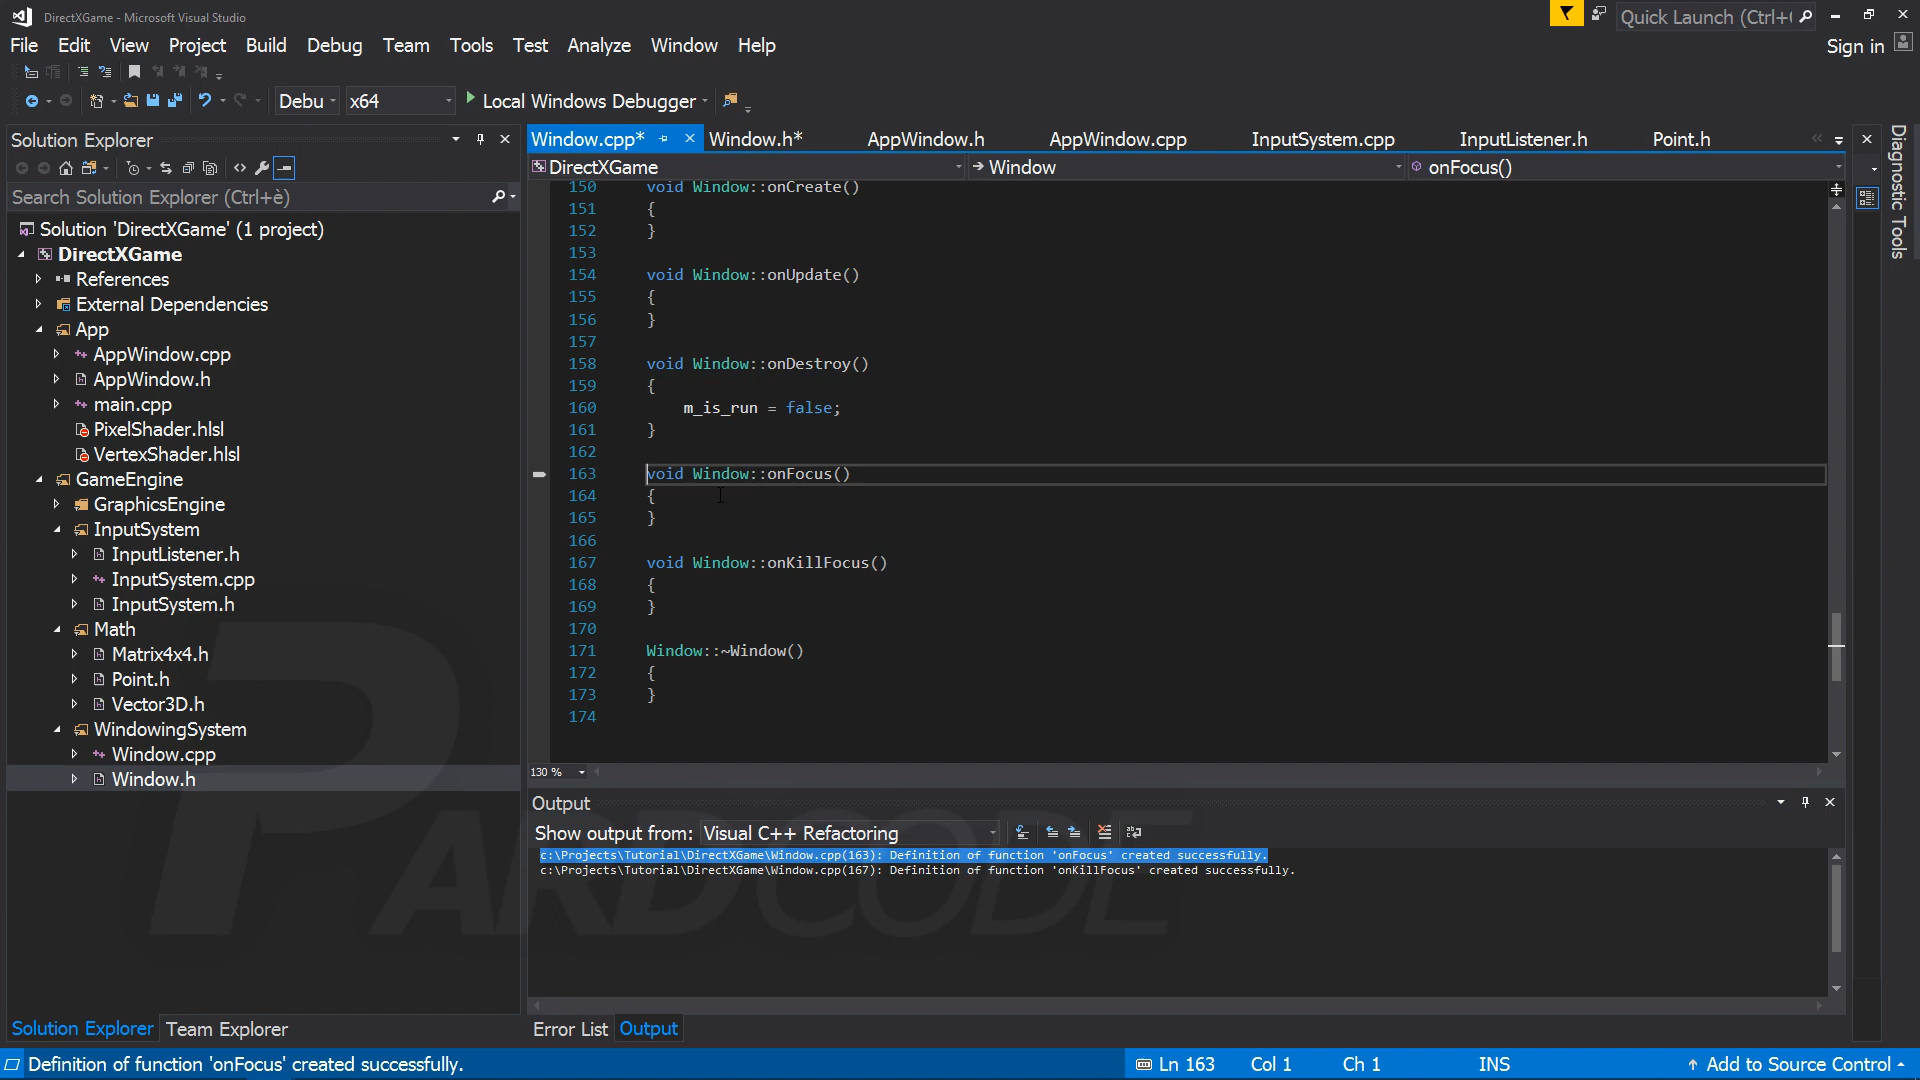 DirectXGame - Microsoft Visual Studio
Quick Launch (Ctrl+
File Edit View Project Build Debug Team Tools Test Analyze Window Help
Sign in
Debu x64 Local Windows Debugger
Solution Explorer
Search Solution Explorer (Ctrl+è)
Solution 'DirectXGame' (1 project)
DirectXGame
References
External Dependencies
App
AppWindow.cpp
AppWindow.h
main.cpp
PixelShader.hlsl
VertexShader.hlsl
GameEngine
GraphicsEngine
InputSystem
InputListener.h
InputSystem.cpp
InputSystem.h
Math
Matrix4x4.h
Point.h
Vector3D.h
WindowingSystem
Window.cpp
Window.h
Solution Explorer Team Explorer
Window.cpp* Window.h* AppWindow.h AppWindow.cpp InputSystem.cpp InputListener.h Point.h
DirectXGame Window onFocus()
150 void Window::onCreate()
151 {
152 }
153
154 void Window::onUpdate()
155 {
156 }
157
158 void Window::onDestroy()
159 {
160 m_is_run = false;
161 }
162
163 void Window::onFocus()
164 {
165 }
166
167 void Window::onKillFocus()
168 {
169 }
170
171 Window::~Window()
172 {
173 }
174
130 %
Output
Show output from: Visual C++ Refactoring
c:\Projects\Tutorial\DirectXGame\Window.cpp(163): Definition of function 'onFocus' created successfully.
c:\Projects\Tutorial\DirectXGame\Window.cpp(167): Definition of function 'onKillFocus' created successfully.
PARDCODE
Error List Output
Diagnostic Tools
Definition of function 'onFocus' created successfully.
Ln 163 Col 1 Ch 1 INS Add to Source Control